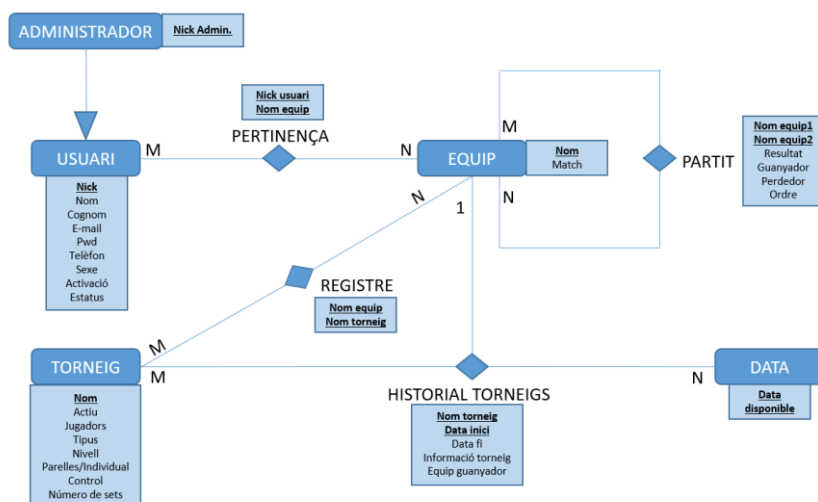 ADMINISTRADOR
Nick Admin.
Nick usuari
Nom equip
PERTINENÇA
USUARI
M
N
EQUIP
M
N
1
Nom
Match
PARTIT
Nom equip1
Nom equip2
Resultat
Guanyador
Perdedor
Ordre
Nick
Nom
Cognom
E-mail
Pwd
Telèfon
Sexe
Activació
Estatus
N
REGISTRE
Nom equip
Nom torneig
M
TORNEIG
M
N
DATA
HISTORIAL TORNEIGS
Nom
Actiu
Jugadors
Tipus
Nivell
Parelles/Individual
Control
Número de sets
Nom torneig
Data inici
Data fi
Informació torneig
Equip guanyador
Data
disponible